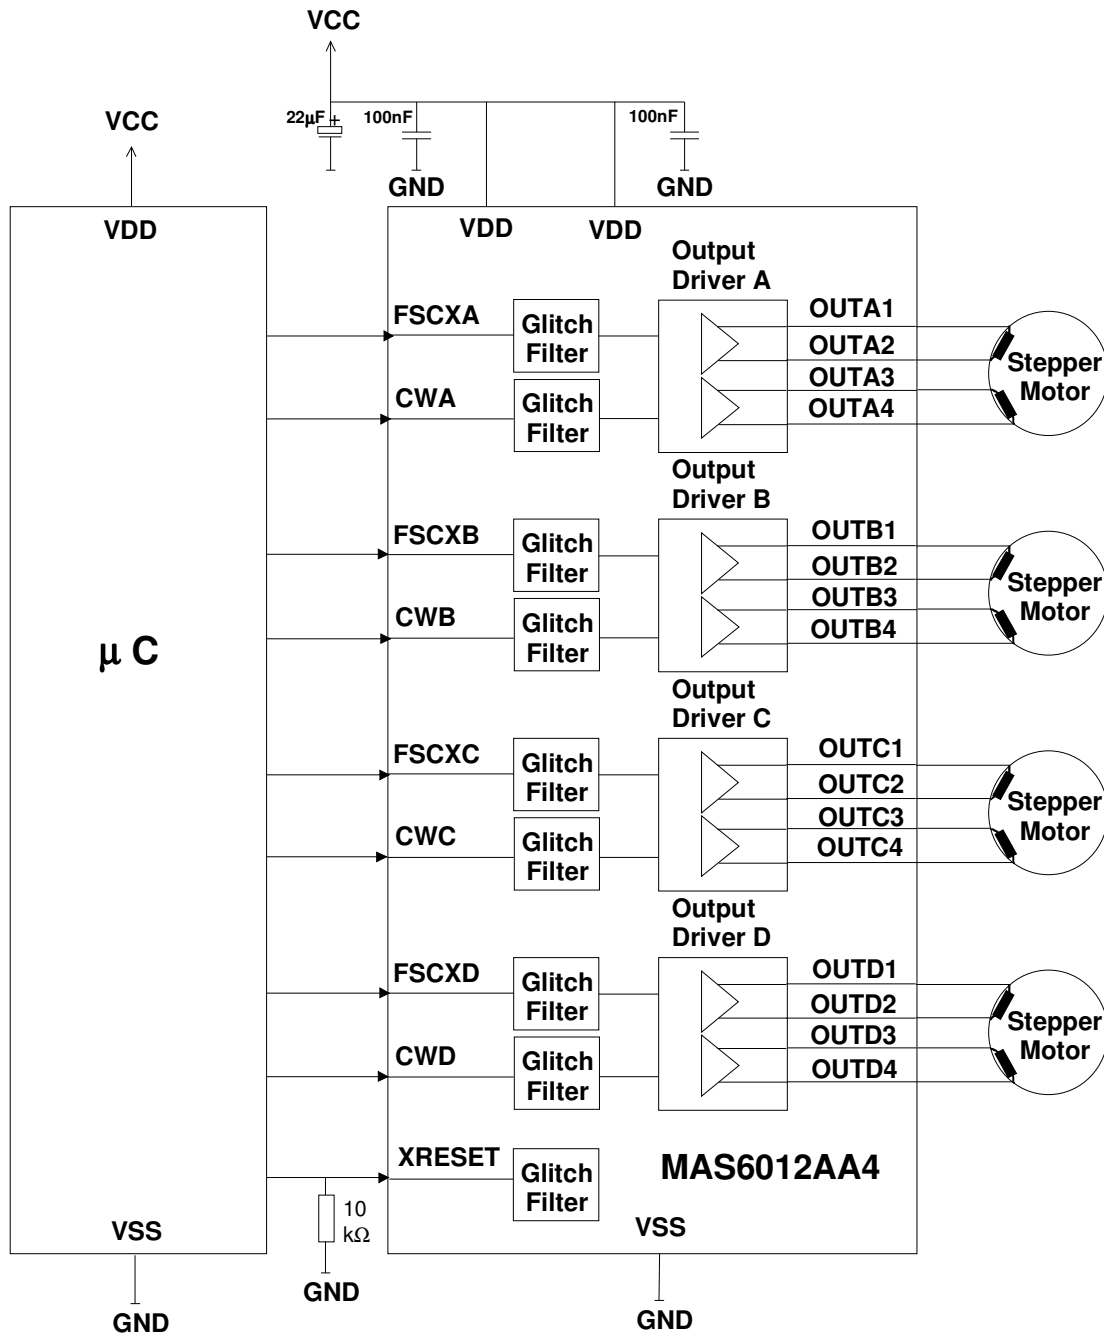 VCC
22µF +
100nF
100nF
VCC
GND
GND
VDD
VDD
VDD
Output
Driver A
FSCXA
Glitch
Filter
OUTA1
OUTA2
OUTA3
OUTA4
Stepper
Motor
CWA
Glitch
Filter
Output
Driver B
FSCXB
Glitch
Filter
OUTB1
OUTB2
OUTB3
OUTB4
Stepper
Motor
CWB
Glitch
Filter
µ C
Output
Driver C
FSCXC
Glitch
Filter
OUTC1
OUTC2
OUTC3
OUTC4
Stepper
Motor
CWC
Glitch
Filter
Output
Driver D
FSCXD
Glitch
Filter
OUTD1
OUTD2
OUTD3
OUTD4
Stepper
Motor
CWD
Glitch
Filter
XRESET
Glitch
Filter
MAS6012AA4
10
kΩ
VSS
VSS
GND
GND
GND